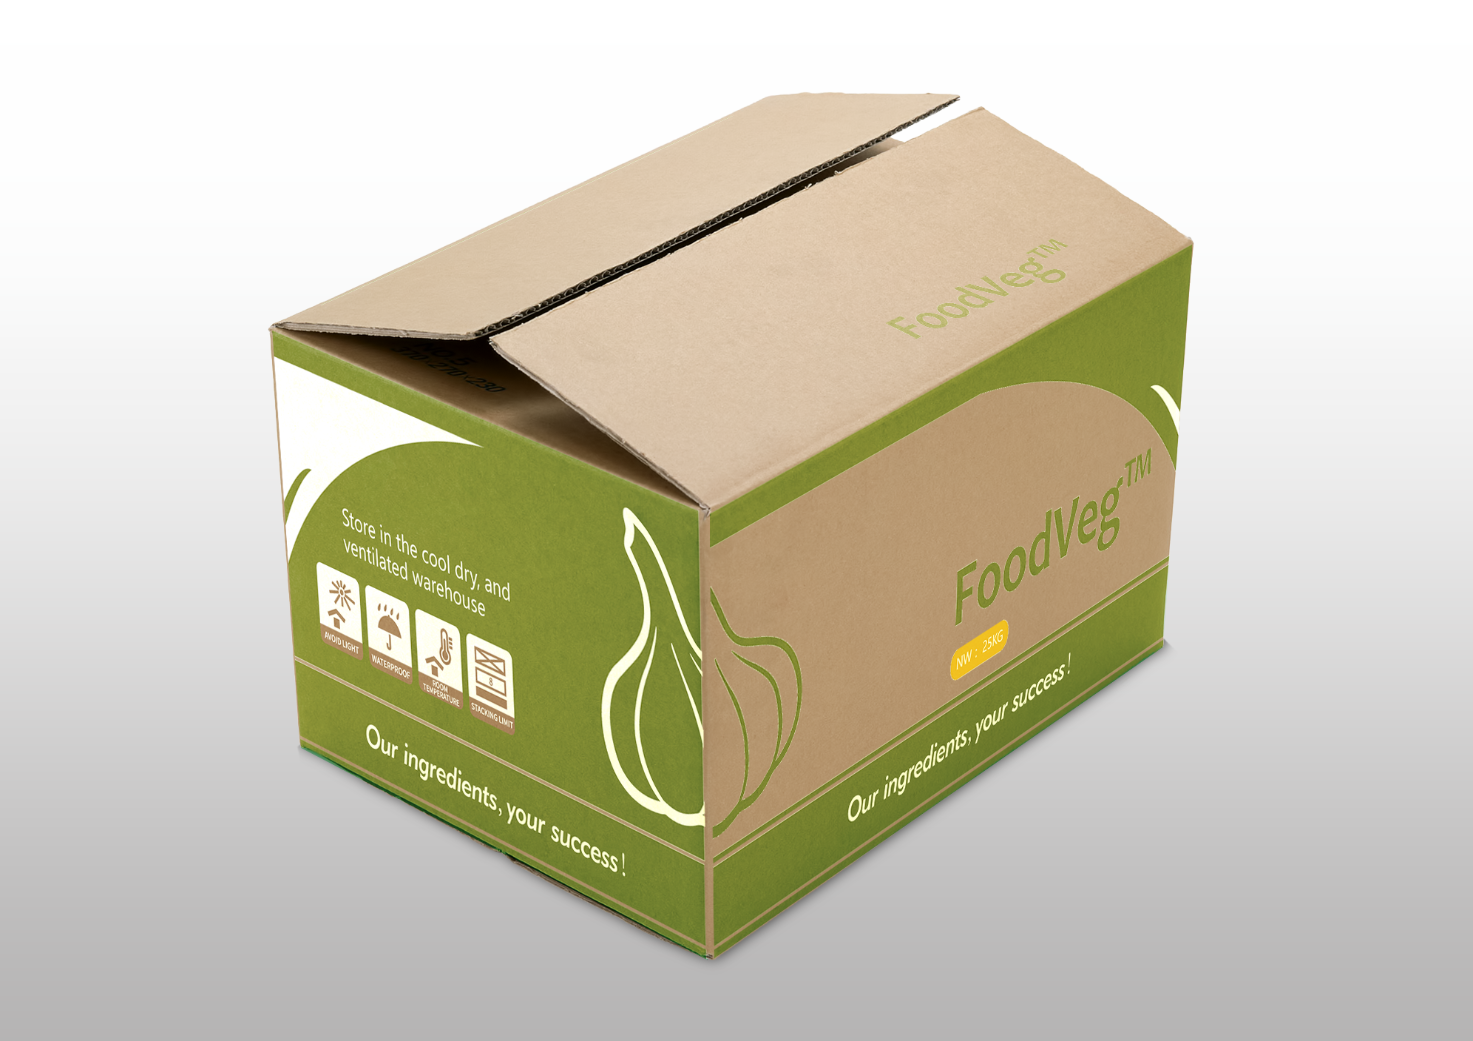 FoodVeg™
Store in the cool dry, and
ventilated warehouse
AVOID LIGHT
WATERPROOF
ROOM
TEMPERATURE
8
STACKING LIMIT
Our ingredients, your success!
FoodVeg™
NW : 25KG
Our ingredients, your success!